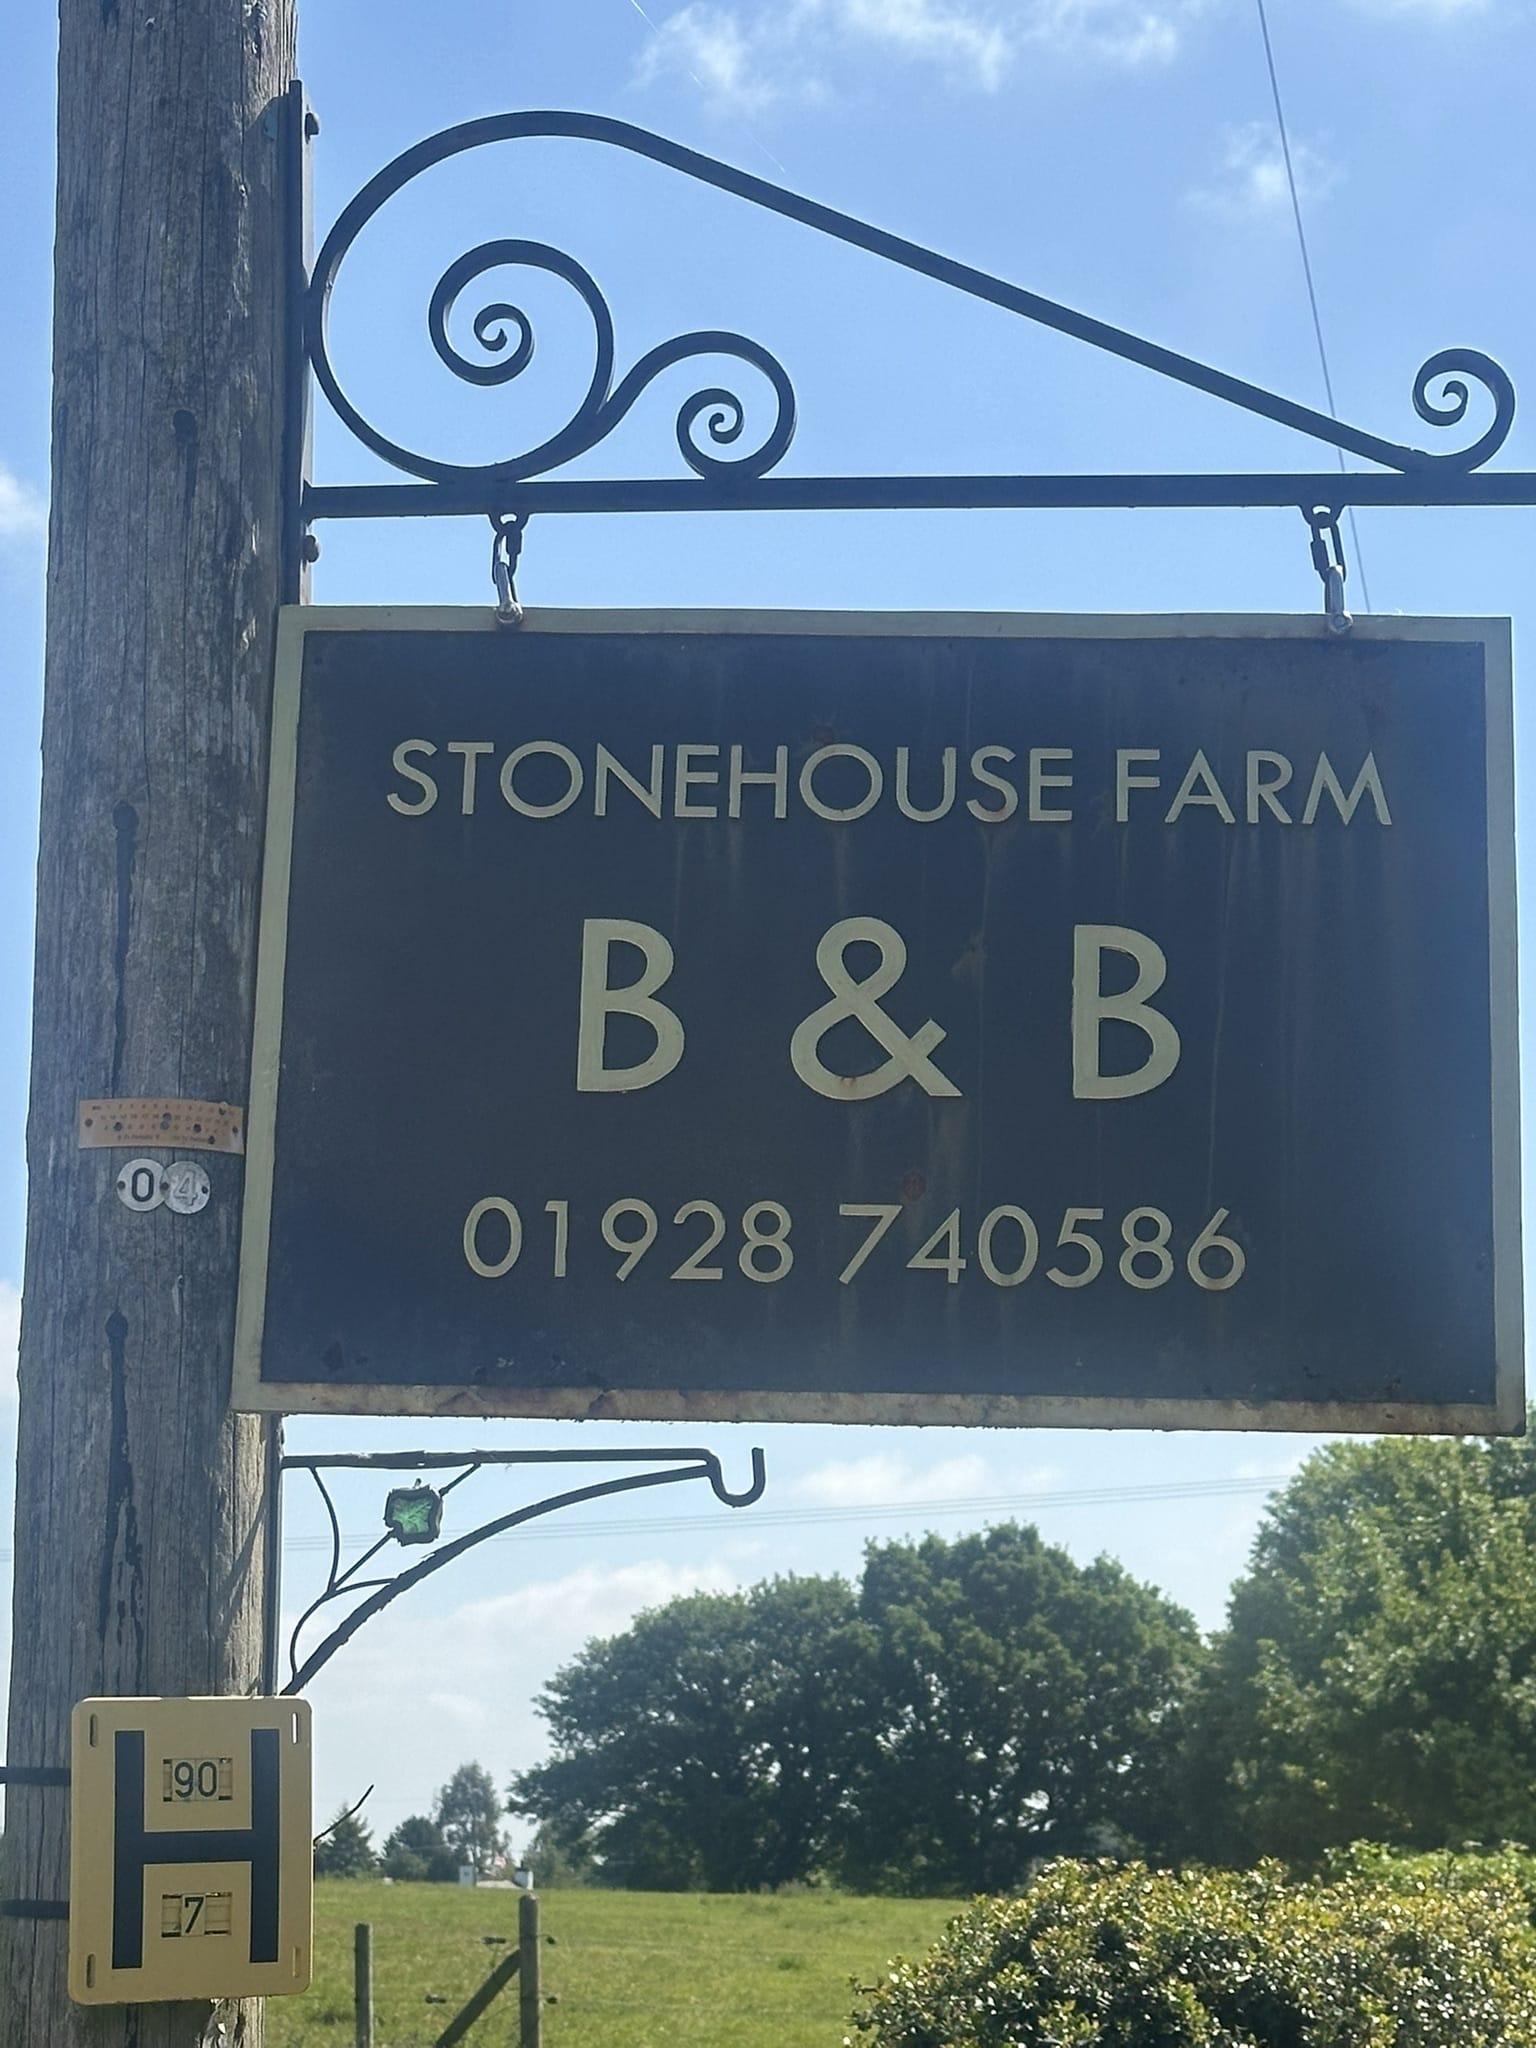 STONEHOUSE FARM
B & B
01928 740586
04
H
90
7